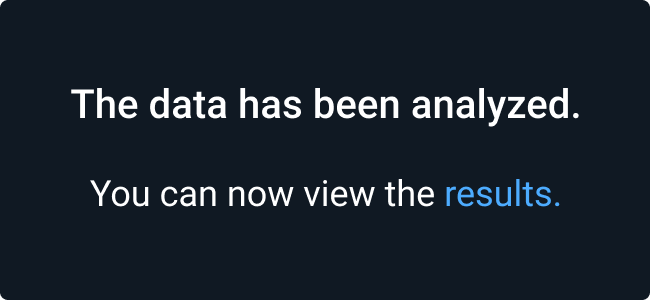 The data has been analyzed.
You can now view the results.